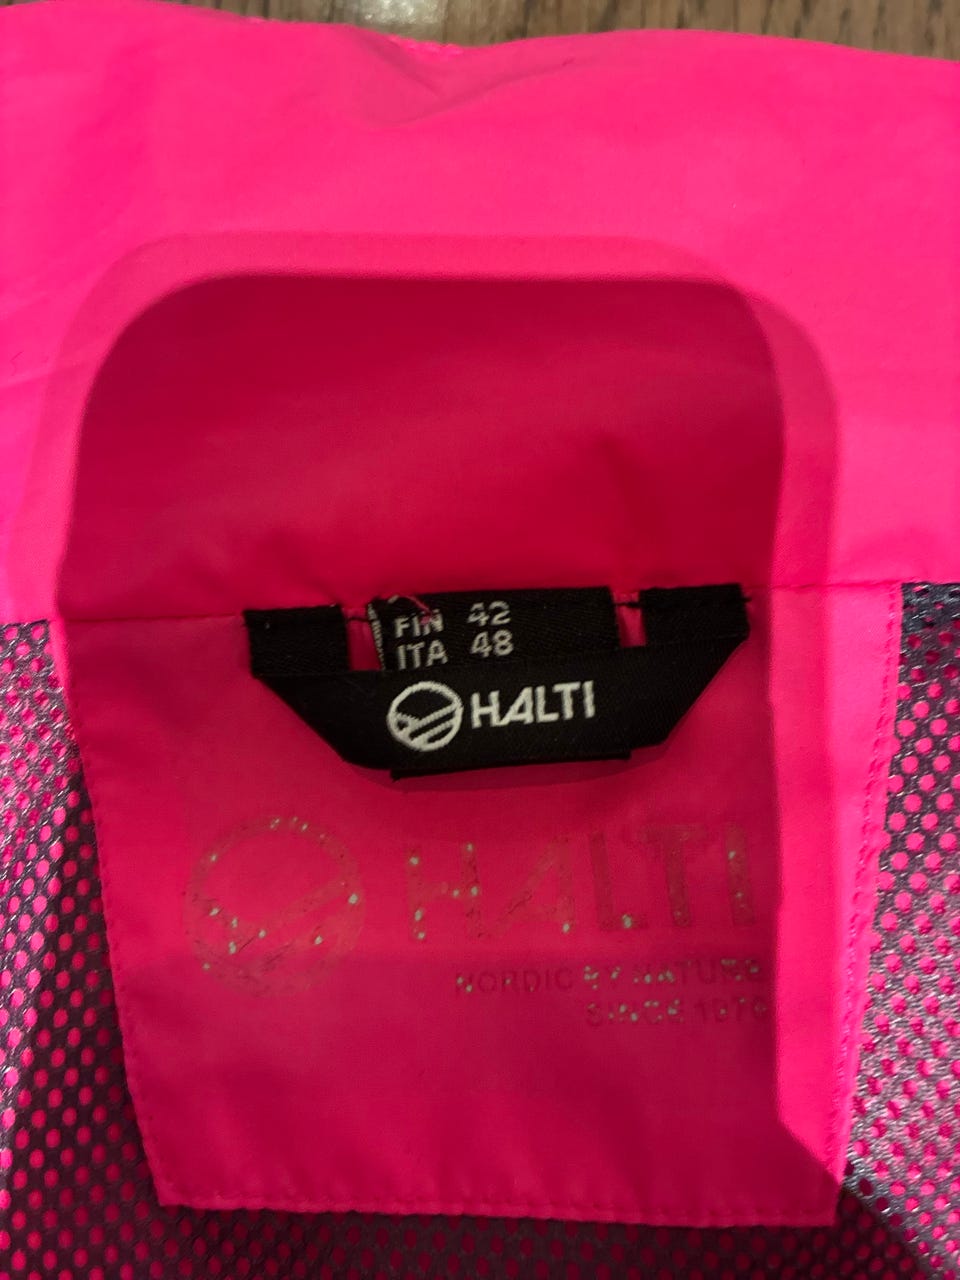 FIN 42
ITA 48
HALTI
HALTI
NORDIC BY NATURE
SINCE 1976